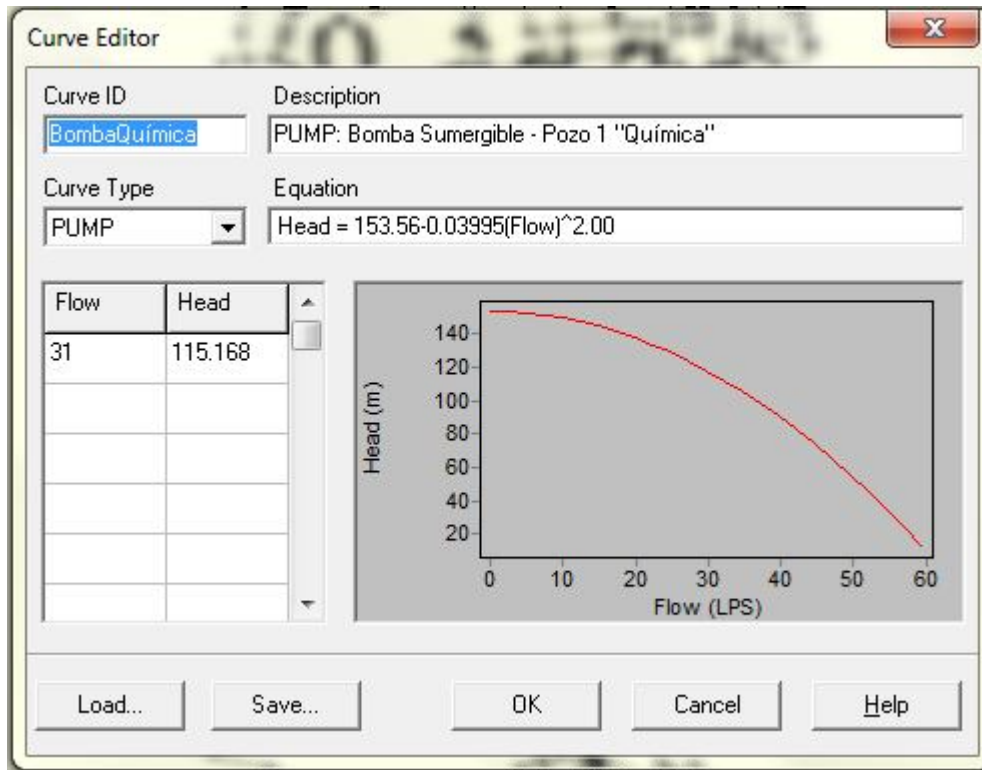 Curve Editor
Curve ID Description
BombaQuímica PUMP: Bomba Sumergible - Pozo 1 "Química"
Curve Type Equation
PUMP Head = 153.56-0.03995(Flow)^2.00
Flow Head
31 115.168
Head (m)
140
120
100
80
60
40
20
0 10 20 30 40 50 60
Flow (LPS)
Load... Save... OK Cancel Help